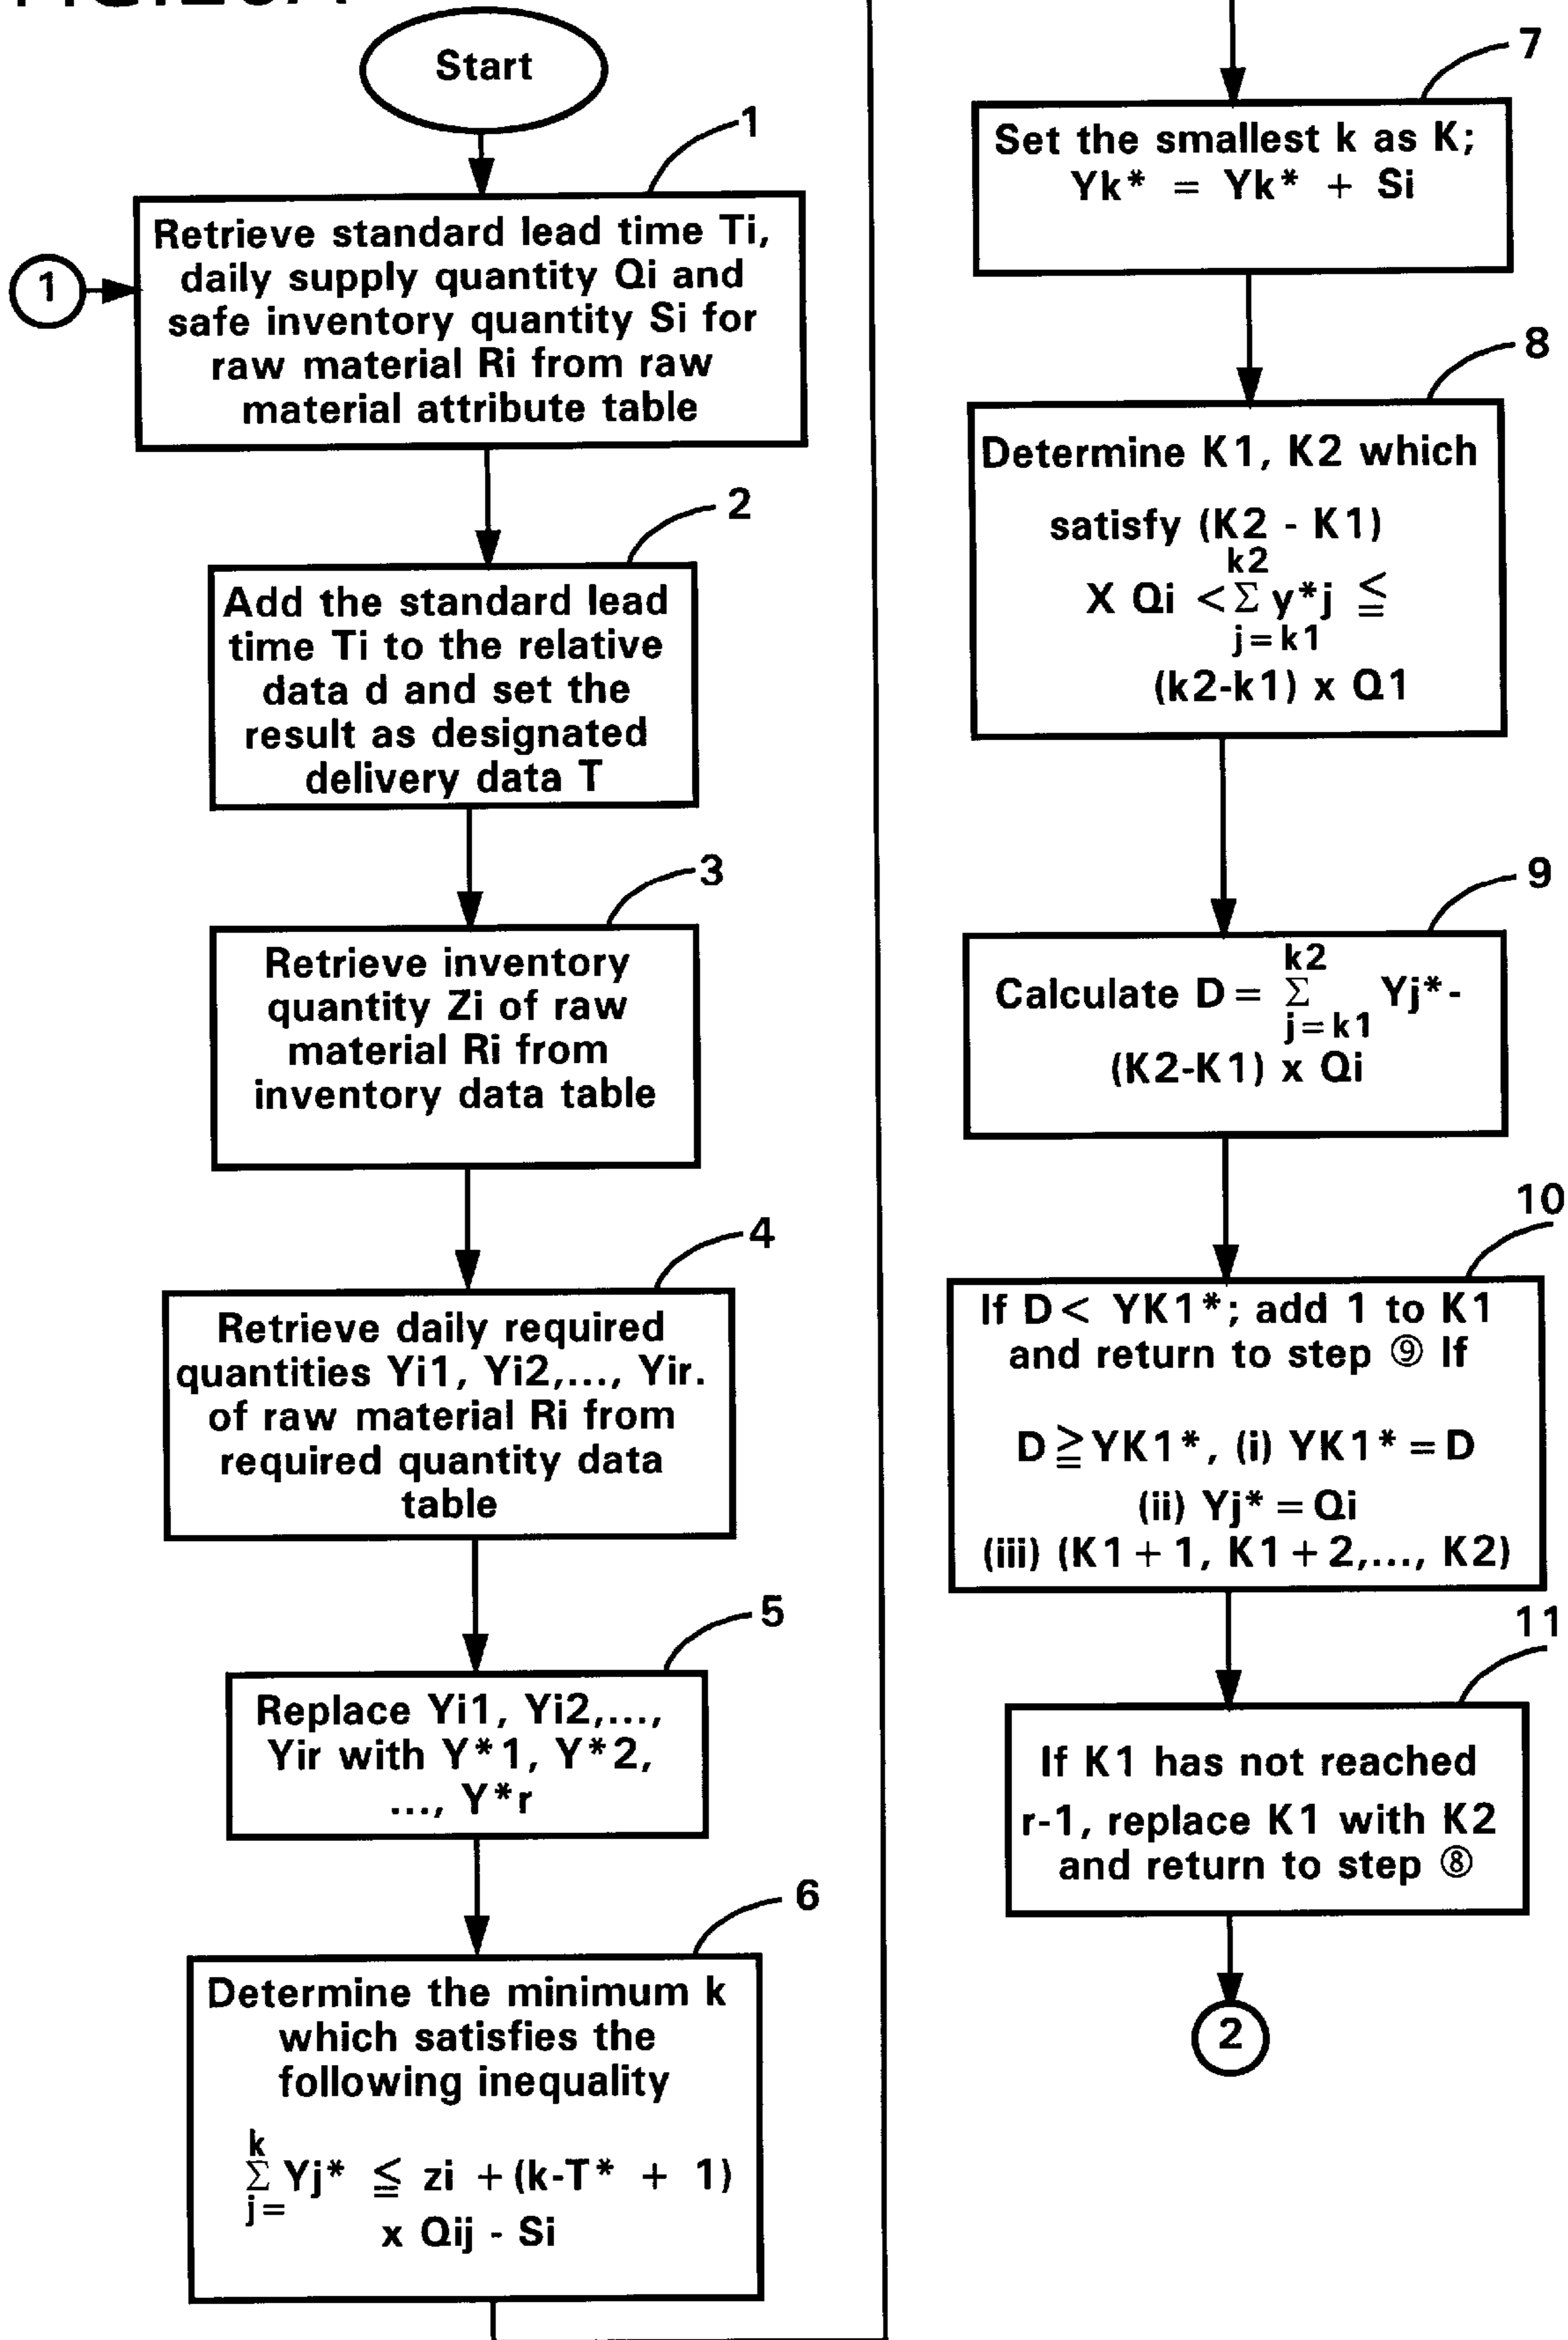 Start
1
Retrieve standard lead time Ti,
daily supply quantity Qi and
safe inventory quantity Si for
raw material Ri from raw
material attribute table
1
2
Add the standard lead
time Ti to the relative
data d and set the
result as designated
delivery data T
3
Retrieve inventory
quantity Zi of raw
material Ri from
inventory data table
4
Retrieve daily required
quantities Yi1, Yi2,..., Yir.
of raw material Ri from
required quantity data
table
5
Replace Yi1, Yi2,...,
Yir with Y*1, Y*2,
..., Y*r
6
Determine the minimum k
which satisfies the
following inequality
k
Σ Yj* ≦ zi + (k-T* + 1)
j=
x Qij - Si
7
Set the smallest k as K;
Yk* = Yk* + Si
8
Determine K1, K2 which
satisfy (K2 - K1)
k2
X Qi < Σ y*j ≦
j=k1
(k2-k1) x Q1
9
k2
Calculate D = Σ Yj* -
j=k1
(K2-K1) x Qi
10
If D < YK1*; add 1 to K1
and return to step ⑨ If
D ≧ YK1*, (i) YK1* = D
(ii) Yj* = Qi
(iii) (K1 + 1, K1 + 2,..., K2)
11
If K1 has not reached
r-1, replace K1 with K2
and return to step ⑧
2